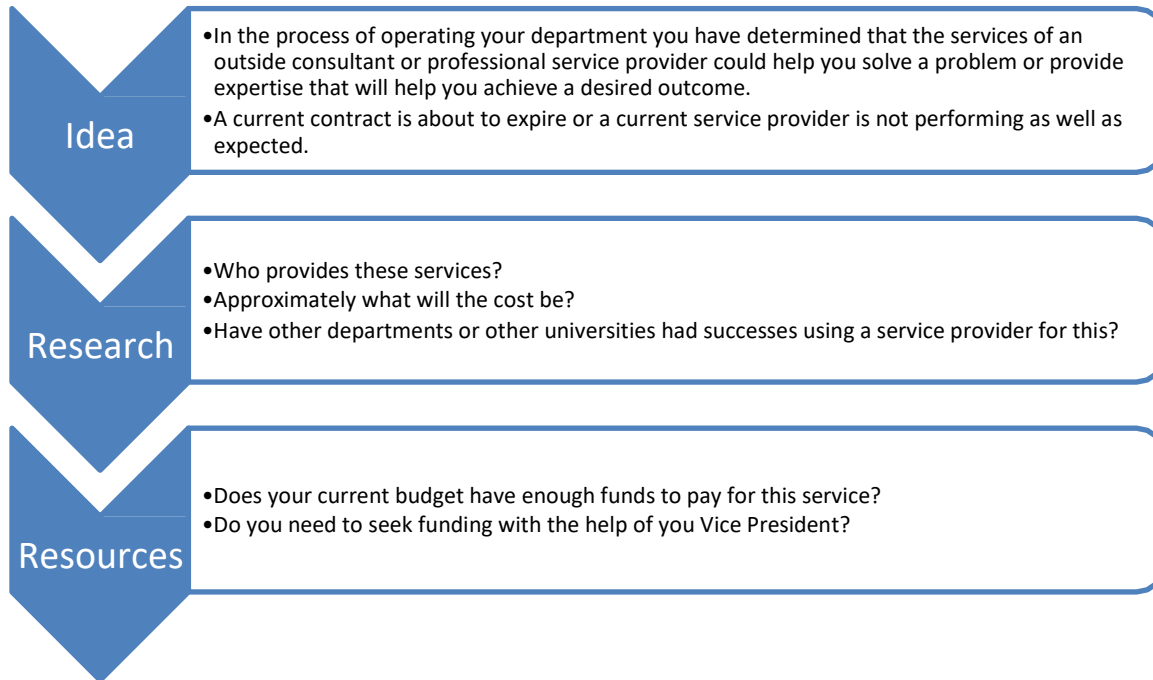 Idea
•In the process of operating your department you have determined that the services of an
outside consultant or professional service provider could help you solve a problem or provide
expertise that will help you achieve a desired outcome.
•A current contract is about to expire or a current service provider is not performing as well as
expected.
Research
•Who provides these services?
•Approximately what will the cost be?
•Have other departments or other universities had successes using a service provider for this?
Resources
•Does your current budget have enough funds to pay for this service?
•Do you need to seek funding with the help of you Vice President?